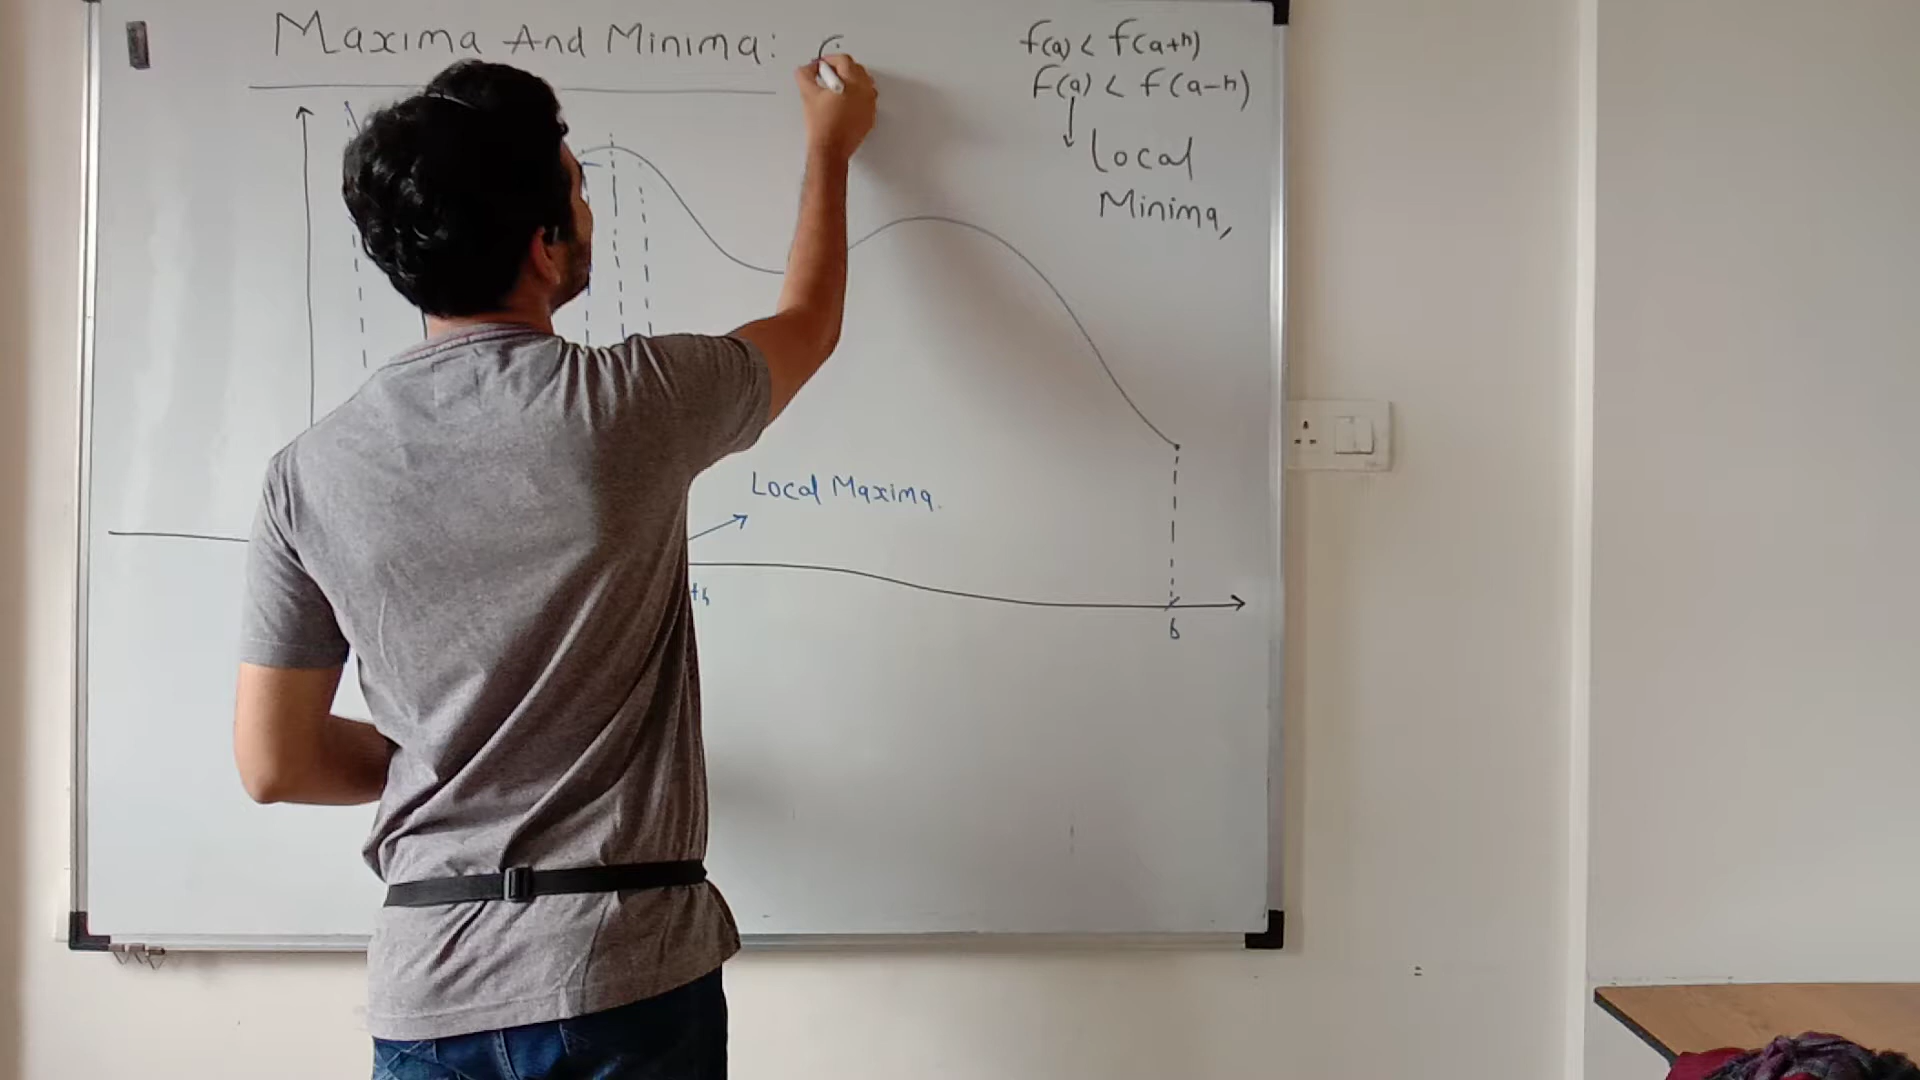 Maxima And Minima:
f(a) < f(a+h)
f(a) < f(a-h)
Local
Minima,
Local Maxima.
+h
b